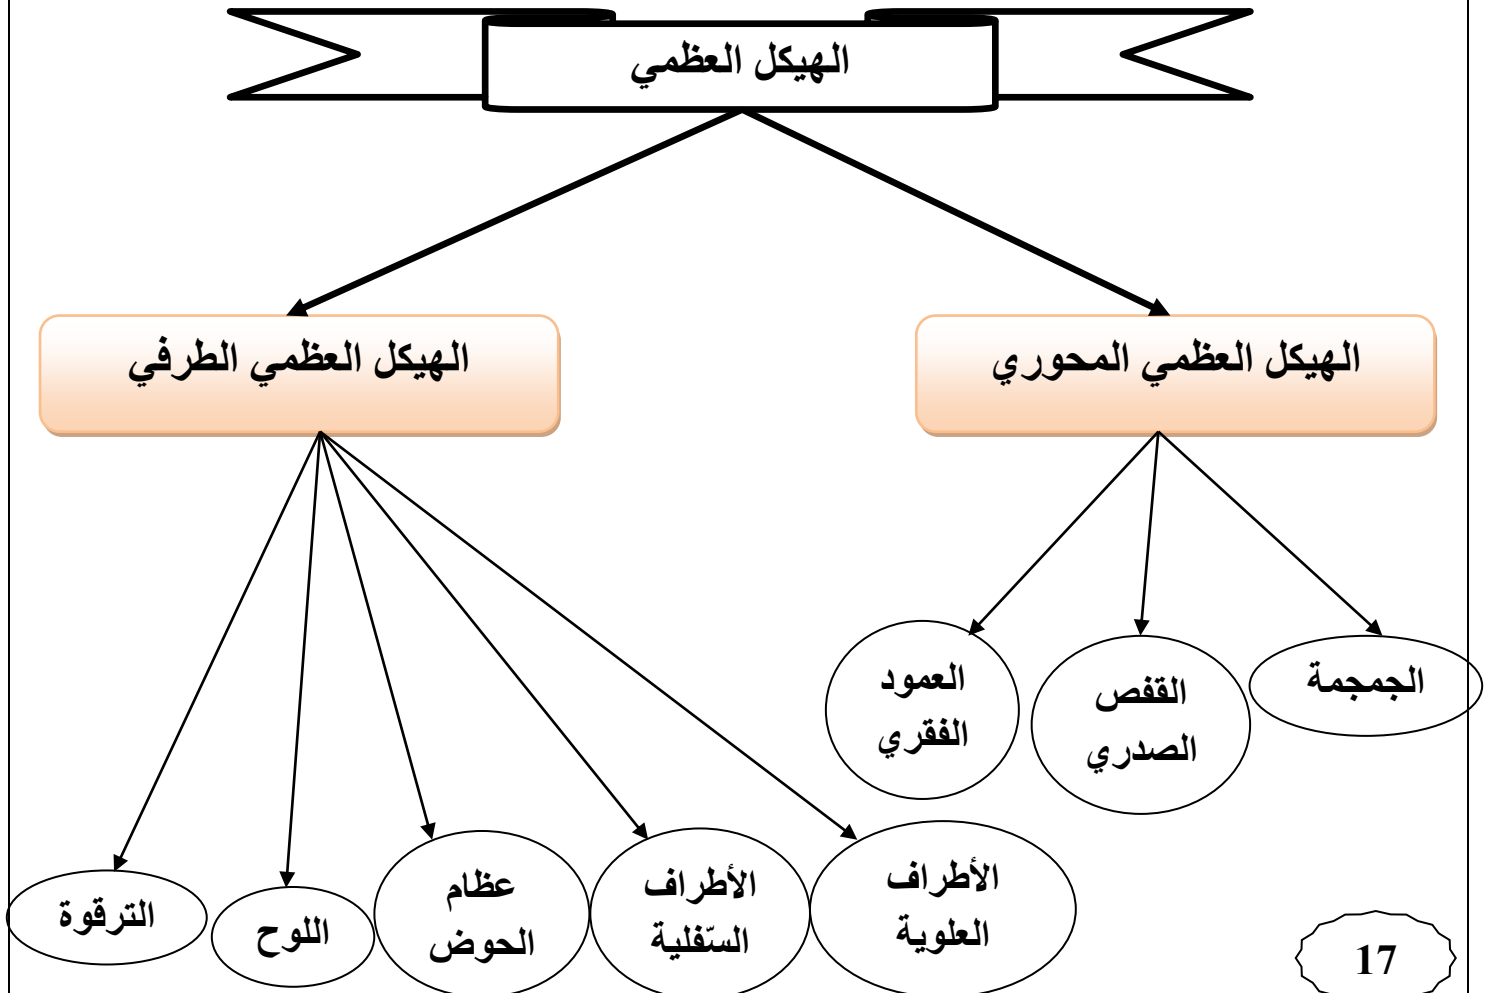 الهيكل العظمي
الهيكل العظمي المحوري
الهيكل العظمي الطرفي
الجمجمة
القفص
الصدري
العمود
الفقري
الأطراف
العلوية
الأطراف
السّفلية
عظام
الحوض
اللوح
الترقوة
17